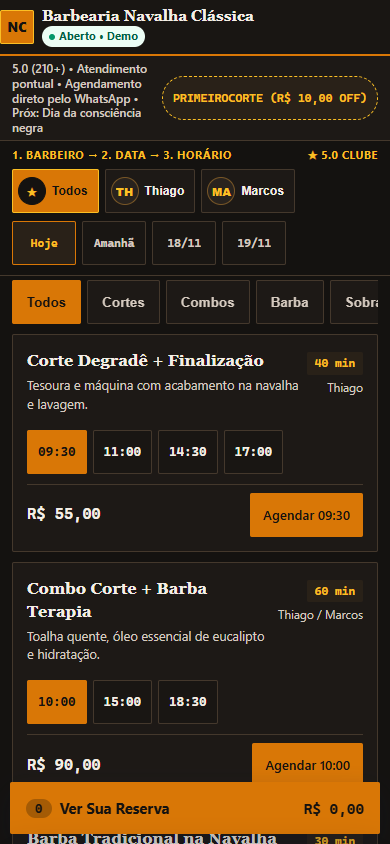 NC
Barbearia Navalha Clássica
Aberto • Demo
5.0 (210+) • Atendimento
pontual • Agendamento
direto pelo WhatsApp •
Próx: Dia da consciência
negra
PRIMEIROCORTE (R$ 10,00 OFF)
1. BARBEIRO → 2. DATA → 3. HORÁRIO
★ 5.0 CLUBE
★ Todos
TH Thiago
MA Marcos
Hoje
Amanhã
18/11
19/11
Todos
Cortes
Combos
Barba
Sobra
Corte Degradê + Finalização
40 min
Tesoura e máquina com acabamento na navalha
e lavagem.
Thiago
09:30
11:00
14:30
17:00
R$ 55,00
Agendar 09:30
Combo Corte + Barba
Terapia
60 min
Toalha quente, óleo essencial de eucalipto
e hidratação.
Thiago / Marcos
10:00
15:00
18:30
R$ 90,00
Agendar 10:00
0 Ver Sua Reserva
R$ 0,00
Barba Tradicional na Navalha
30 min